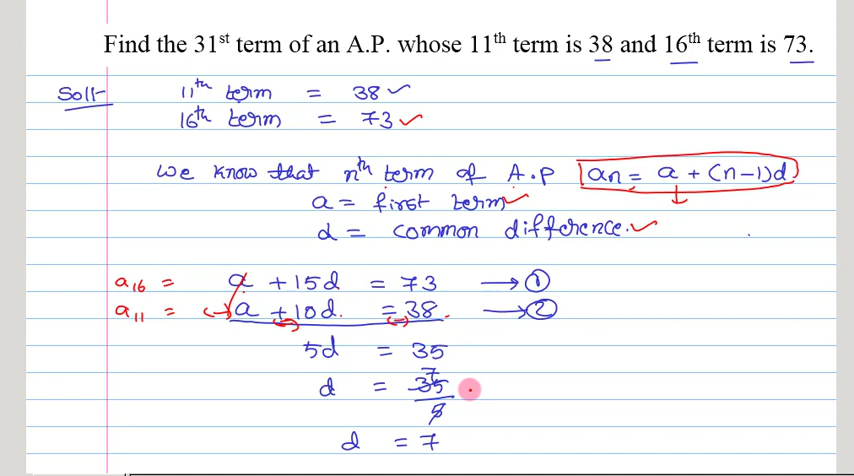 Find the 31st term of an A.P. whose 11th term is 38 and 16th term is 73.
Sol:- 11th term = 38 ✓
16th term = 73 ✓
We know that nth term of A.P an = a + (n-1)d
a = first term ✓
d = common difference. ✓
a16 = a + 15d = 73 → ①
a11 = (-) a + 10d = 38 → ②
(-) (-)
5d = 35
7
d = 35
5
d = 7